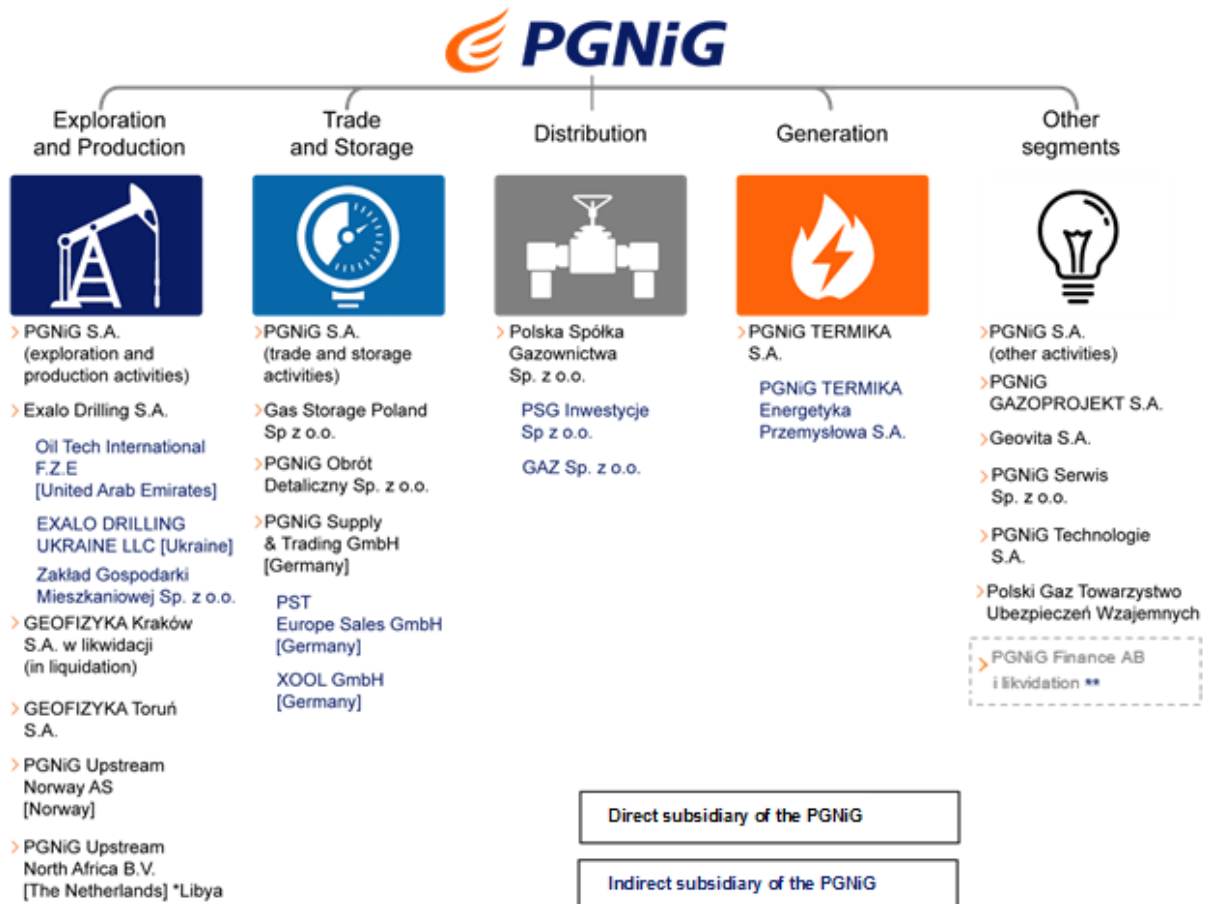 PGNiG
Exploration
and Production
Trade
and Storage
Distribution
Generation
Other
segments
> PGNiG S.A.
(exploration and
production activities)
> Exalo Drilling S.A.
Oil Tech International
F.Z.E
[United Arab Emirates]
EXALO DRILLING
UKRAINE LLC [Ukraine]
Zakład Gospodarki
Mieszkaniowej Sp. z o.o.
> GEOFIZYKA Kraków
S.A. w likwidacji
(in liquidation)
> GEOFIZYKA Toruń
S.A.
> PGNiG Upstream
Norway AS
[Norway]
> PGNiG Upstream
North Africa B.V.
[The Netherlands] *Libya
> PGNiG S.A.
(trade and storage
activities)
> Gas Storage Poland
Sp z o.o.
> PGNiG Obrót
Detaliczny Sp. z o.o.
> PGNiG Supply
& Trading GmbH
[Germany]
PST
Europe Sales GmbH
[Germany]
XOOL GmbH
[Germany]
> Polska Spółka
Gazownictwa
Sp. z o.o.
PSG Inwestycje
Sp z o.o.
GAZ Sp. z o.o.
> PGNiG TERMIKA
S.A.
PGNiG TERMIKA
Energetyka
Przemysłowa S.A.
> PGNiG S.A.
(other activities)
> PGNiG
GAZOPROJEKT S.A.
> Geovita S.A.
> PGNiG Serwis
Sp. z o.o.
> PGNiG Technologie
S.A.
> Polski Gaz Towarzystwo
Ubezpieczeń Wzajemnych
> PGNiG Finance AB
i likvidation **
Direct subsidiary of the PGNiG
Indirect subsidiary of the PGNiG